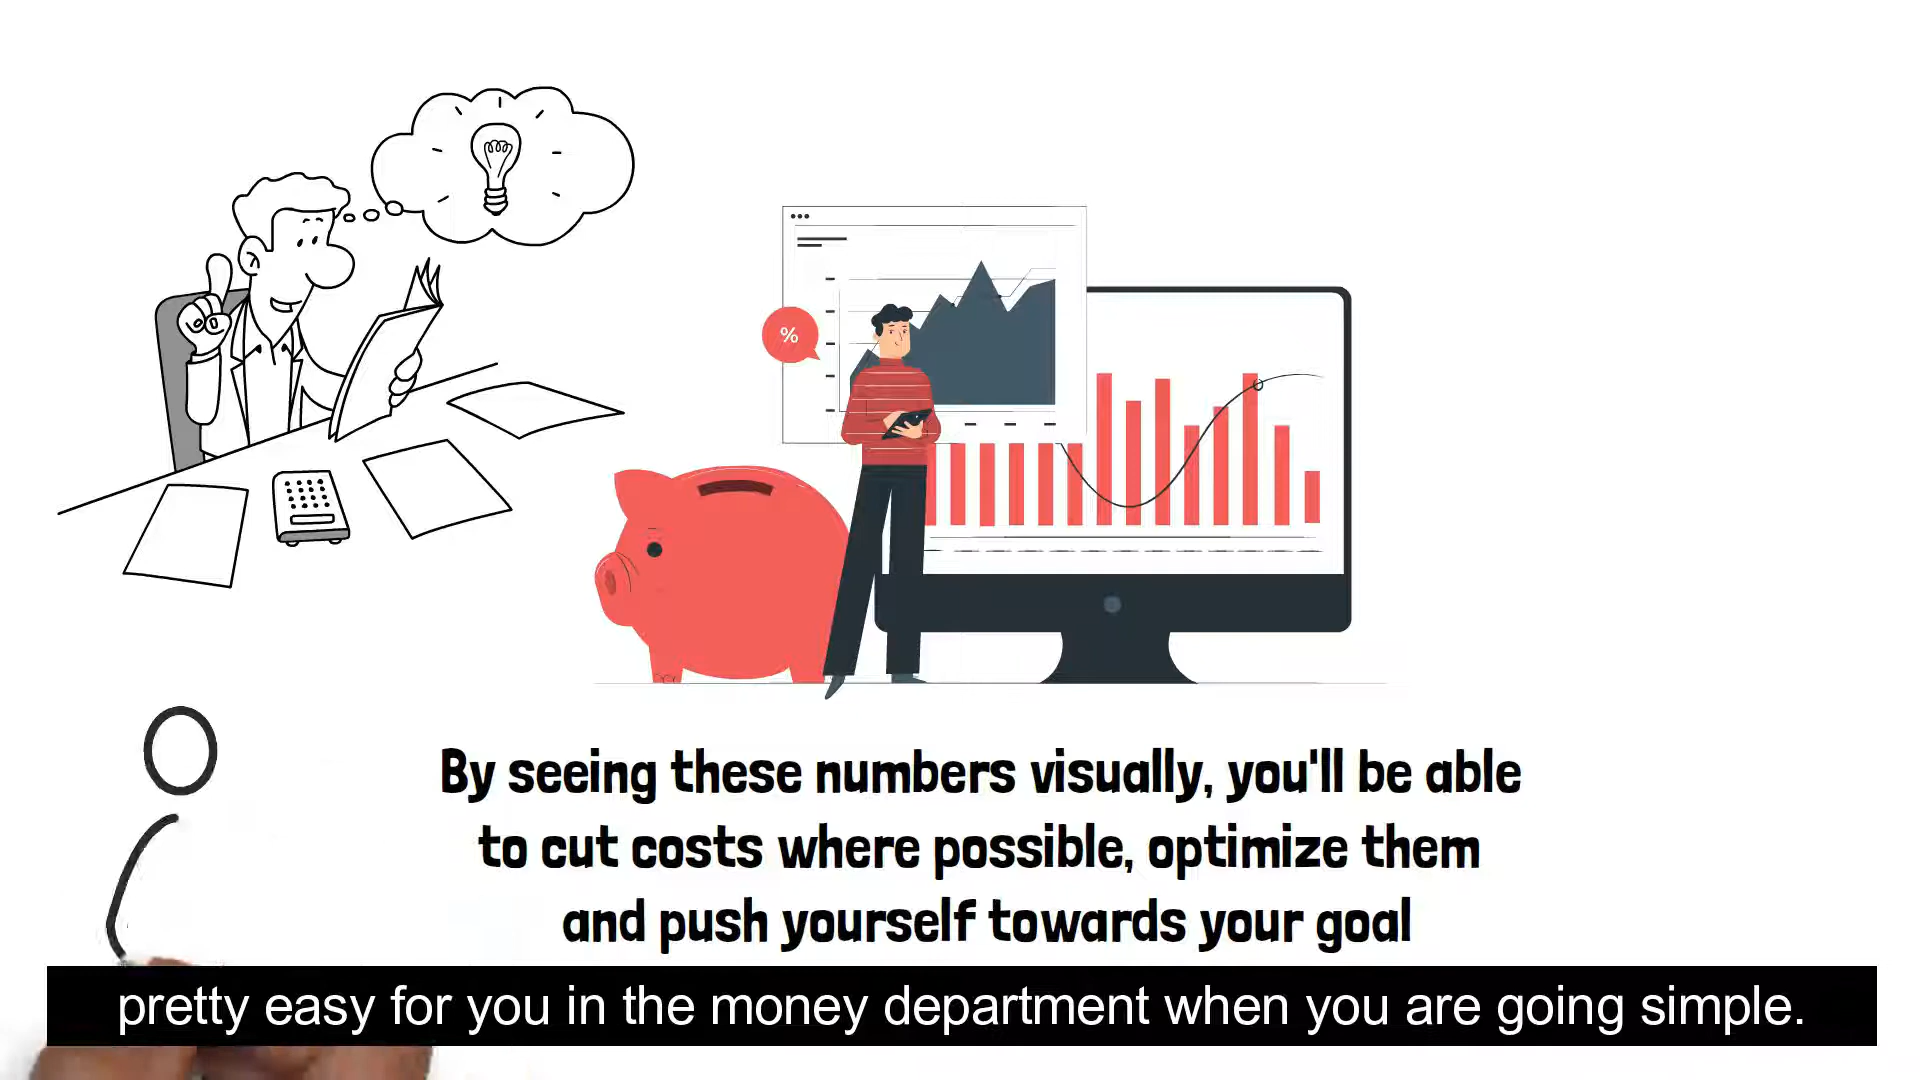 %
By seeing these numbers visually, you'll be able
to cut costs where possible, optimize them
and push yourself towards your goal
pretty easy for you in the money department when you are going simple.